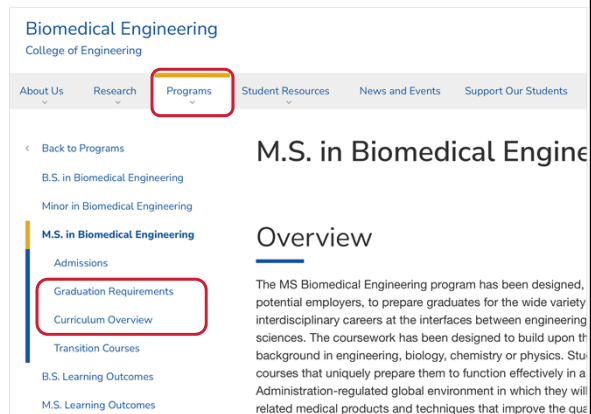 Biomedical Engineering
College of Engineering
About Us Research Programs Student Resources News and Events Support Our Students
Back to Programs
B.S. in Biomedical Engineering
Minor in Biomedical Engineering
M.S. in Biomedical Engineering
Admissions
Graduation Requirements
Curriculum Overview
Transition Courses
B.S. Learning Outcomes
M.S. Learning Outcomes
M.S. in Biomedical Engine
Overview
The MS Biomedical Engineering program has been designed,
potential employers, to prepare graduates for the wide variety
interdisciplinary careers at the interfaces between engineering
sciences. The coursework has been designed to build upon th
background in engineering, biology, chemistry or physics. Stu
courses that uniquely prepare them to function effectively in a
Administration-regulated global environment in which they will
related medical products and techniques that improve the qua